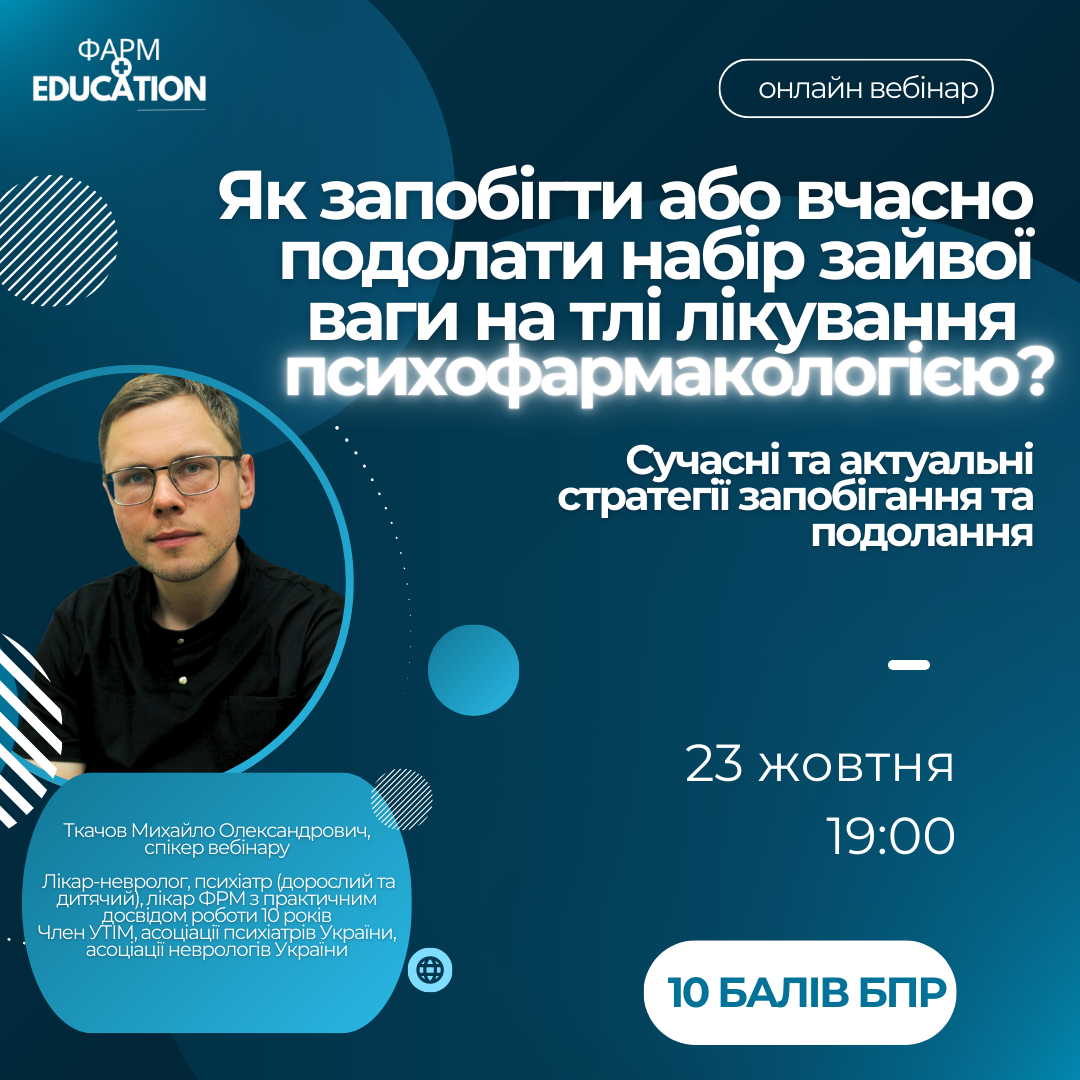 ФАРМ
EDUCATION
онлайн вебінар
Як запобігти або вчасно
подолати набір зайвої
ваги на тлі лікування
психофармакологією?
Сучасні та актуальні
стратегії запобігання та
подолання
23 жовтня
19:00
Ткачов Михайло Олександрович,
спікер вебінару
Лікар-невролог, психіатр (дорослий та
дитячий), лікар ФРМ з практичним
досвідом роботи 10 років
Член УТІМ, асоціації психіатрів України,
асоціації неврологів України
10 БАЛІВ БПР